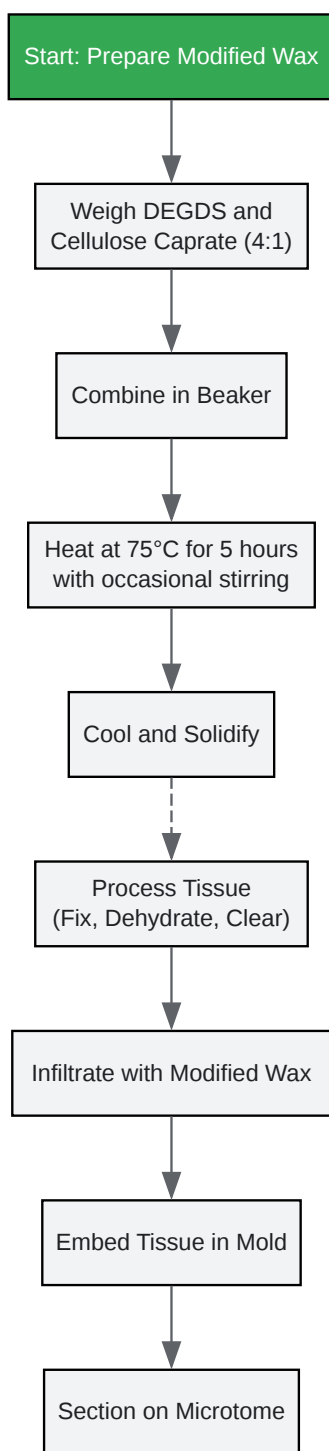 Start: Prepare Modified Wax
Weigh DEGDS and
Cellulose Caprate (4:1)
Combine in Beaker
Heat at 75°C for 5 hours
with occasional stirring
Cool and Solidify
Process Tissue
(Fix, Dehydrate, Clear)
Infiltrate with Modified Wax
Embed Tissue in Mold
Section on Microtome